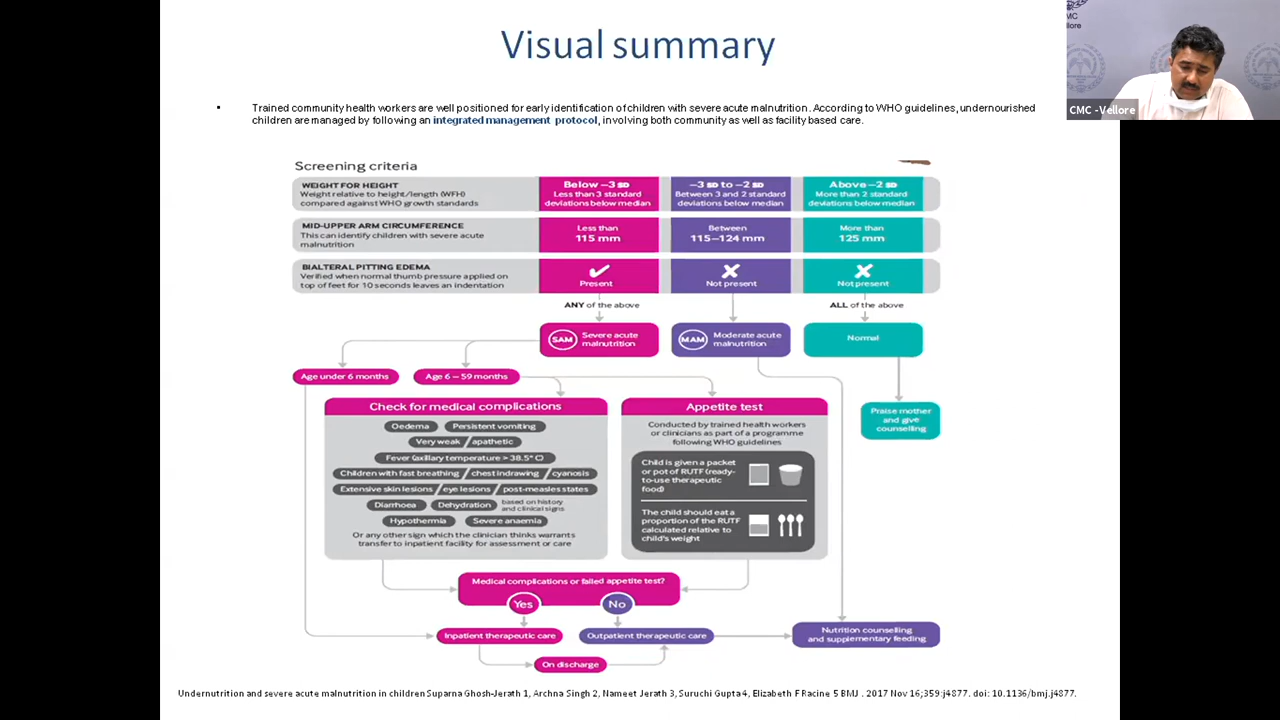 Visual summary
CMC
Vellore
CMC - Vellore
▪ Trained community health workers are well positioned for early identification of children with severe acute malnutrition. According to WHO guidelines, undernourished
children are managed by following an integrated management protocol, involving both community as well as facility based care.
Screening criteria
WEIGHT FOR HEIGHT
Weight relative to height/length (WFH)
compared against WHO growth standards
Below –3 SD
Less than 3 standard
deviations below median
–3 SD to –2 SD
Between 3 and 2 standard
deviations below median
Above –2 SD
More than 2 standard
deviations below median
MID-UPPER ARM CIRCUMFERENCE
This can identify children with severe acute
malnutrition
Less than
115 mm
Between
115–124 mm
More than
125 mm
BIALTERAL PITTING EDEMA
Verified when normal thumb pressure applied on
top of feet for 10 seconds leaves an indentation
Present
Not present
Not present
ANY of the above
ALL of the above
SAM
Severe acute
malnutrition
MAM
Moderate acute
malnutrition
Normal
Age under 6 months
Age 6 – 59 months
Praise mother
and give
counselling
Check for medical complications
Oedema
Persistent vomiting
Very weak / apathetic
Fever (axillary temperature > 38.5° C)
Children with fast breathing / chest indrawing / cyanosis
Extensive skin lesions / eye lesions / post-measles states
Diarrhoea
Dehydration
based on history
and clinical signs
Hypothermia
Severe anaemia
Or any other sign which the clinician thinks warrants
transfer to inpatient facility for assessment or care
Appetite test
Conducted by trained health workers
or clinicians as part of a programme
following WHO guidelines
Child is given a packet
or pot of RUTF (ready-
to-use therapeutic
food)
The child should eat a
proportion of the RUTF
calculated relative to
child's weight
Medical complications or failed appetite test?
Yes
No
Inpatient therapeutic care
Outpatient therapeutic care
Nutrition counselling
and supplementary feeding
On discharge
Undernutrition and severe acute malnutrition in children Suparna Ghosh-Jerath 1, Archna Singh 2, Nameet Jerath 3, Suruchi Gupta 4, Elizabeth F Racine 5 BMJ . 2017 Nov 16;359:j4877. doi: 10.1136/bmj.j4877.